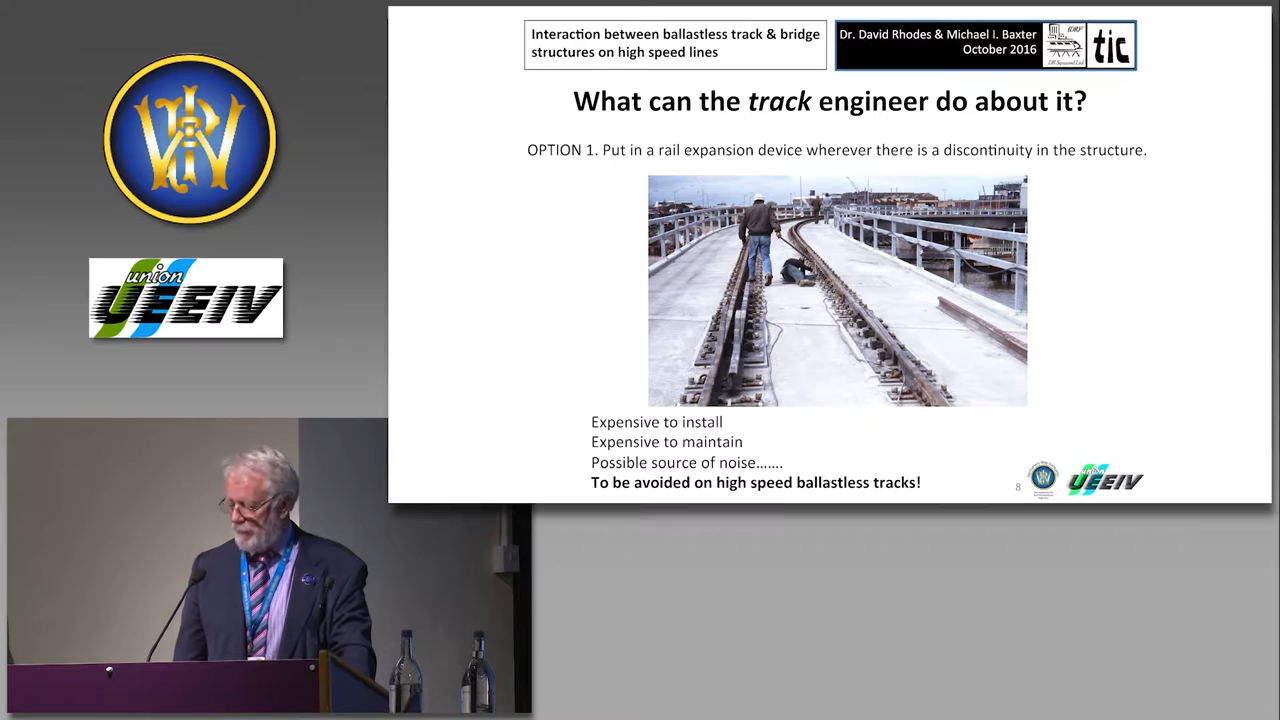 Interaction between ballastless track & bridge
structures on high speed lines
Dr. David Rhodes & Michael I. Baxter
October 2016
tic
What can the track engineer do about it?
OPTION 1. Put in a rail expansion device wherever there is a discontinuity in the structure.
Expensive to install
Expensive to maintain
Possible source of noise…….
To be avoided on high speed ballastless tracks!
8
union
UEEIV
union
UEEIV